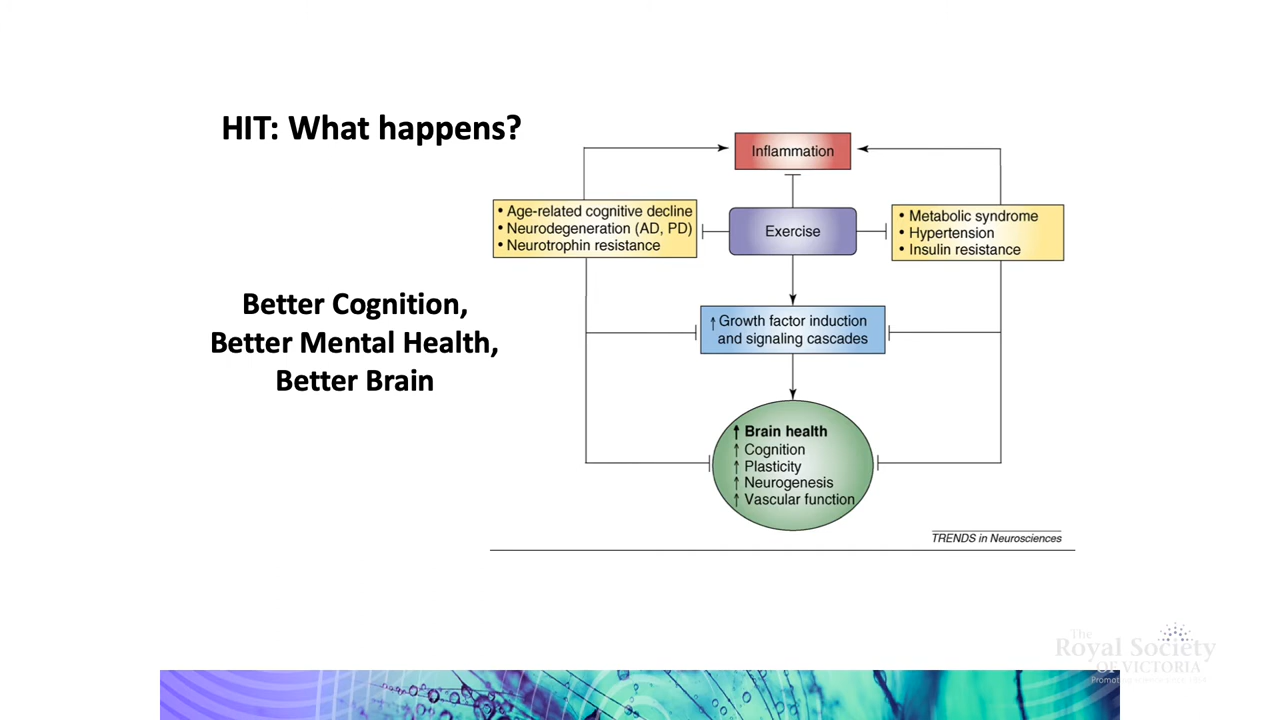 HIT: What happens?
Inflammation
• Age-related cognitive decline
• Neurodegeneration (AD, PD)
• Neurotrophin resistance
Exercise
• Metabolic syndrome
• Hypertension
• Insulin resistance
Better Cognition,
Better Mental Health,
Better Brain
↑ Growth factor induction
and signaling cascades
↑ Brain health
↑ Cognition
↑ Plasticity
↑ Neurogenesis
↑ Vascular function
TRENDS in Neurosciences
The
Royal Society
OF VICTORIA